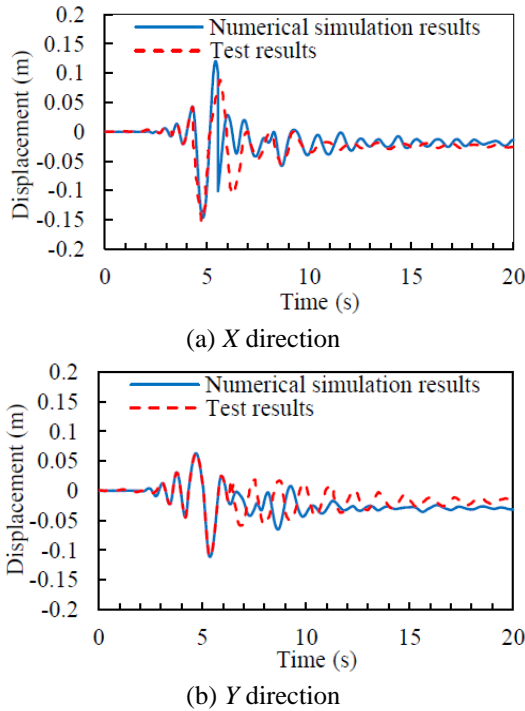 0.2
Numerical simulation results
0.15
Test results
0.1
0.05
0
-0.05
-0.1
-0.15
-0.2
Displacement (m)
0 5 10 15 20
Time (s)
(a) X direction
0.2
Numerical simulation results
0.15
Test results
0.1
0.05
0
-0.05
-0.1
-0.15
-0.2
Displacement (m)
0 5 10 15 20
Time (s)
(b) Y direction